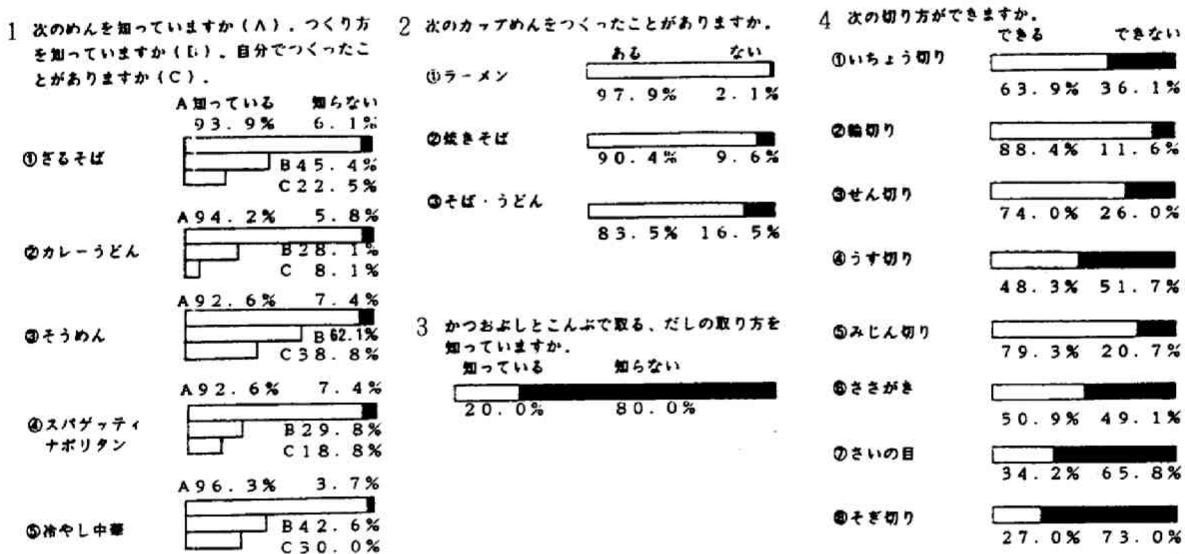 1 次のめんを知っていますか(A)．つくり方
を知っていますか(B)．自分でつくったこ
とがありますか(C)．
A知っている 知らない
93.9% 6.1%
①ざるそば
B45.4%
C22.5%
A94.2% 5.8%
②カレーうどん
B28.1%
C 8.1%
A92.6% 7.4%
③そうめん
B62.1%
C38.8%
A92.6% 7.4%
④スパゲッティ
ナポリタン
B29.8%
C18.8%
A96.3% 3.7%
⑤冷やし中華
B42.6%
C30.0%
2 次のカップめんをつくったことがありますか．
ある ない
①ラーメン
97.9% 2.1%
②焼きそば
90.4% 9.6%
③そば・うどん
83.5% 16.5%
3 かつおぶしとこんぶで取る、だしの取り方を
知っていますか．
知っている 知らない
20.0% 80.0%
4 次の切り方ができますか．
できる できない
①いちょう切り
63.9% 36.1%
②輪切り
88.4% 11.6%
③せん切り
74.0% 26.0%
④うす切り
48.3% 51.7%
⑤みじん切り
79.3% 20.7%
⑥ささがき
50.9% 49.1%
⑦さいの目
34.2% 65.8%
⑧そぎ切り
27.0% 73.0%